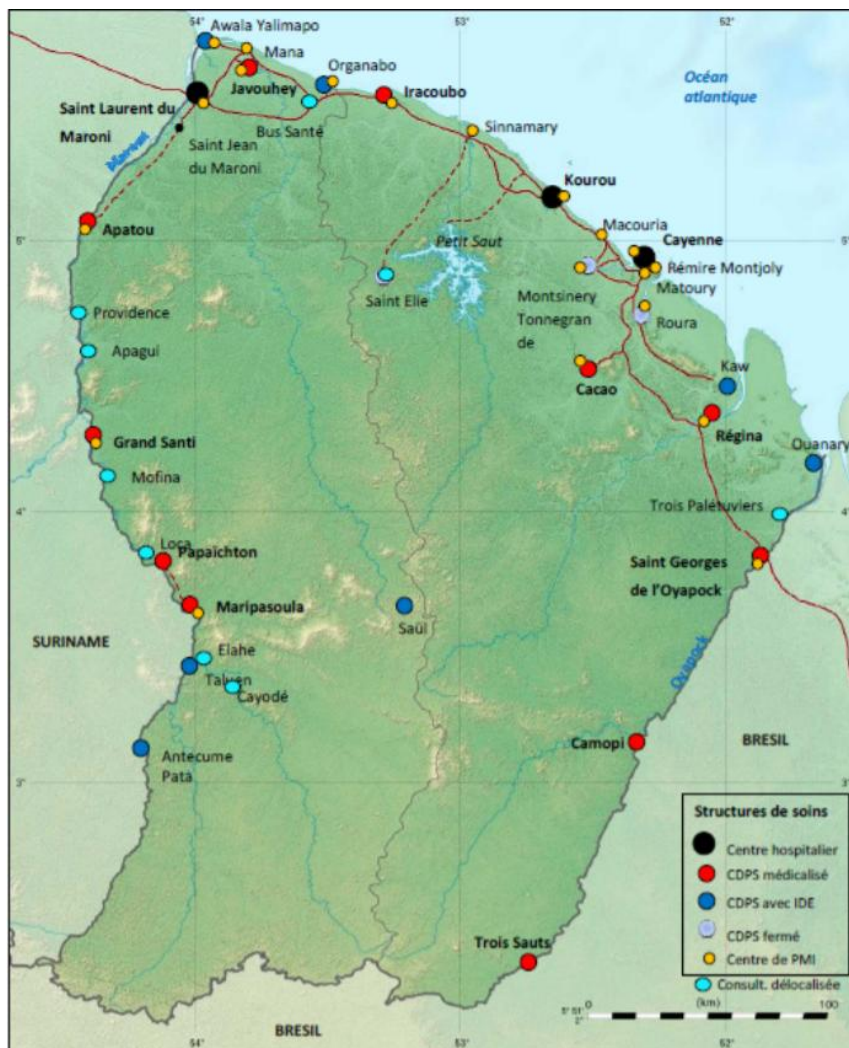 54
53
52
Awala Yalimapo
Mana
Organabo
Océan
atlantique
Javouhey
Iracoubo
Saint Laurent du
Maroni
Bus Santé
Sinnamary
Saint Jean
du Maroni
Maroni
Kourou
Macouria
Apatou
5°
Petit Saut
Cayenne
Rémire Montjoly
Saint Elie
Montsinery
Tonnegran
de
Matoury
Roura
Providence
Apagui
Kaw
Cacao
Régina
Grand Santi
Ouanary
Mofina
4°
Trois Palétuviers
Loca
Papaïchton
Saint Georges
de l'Oyapock
Maripasoula
Saül
SURINAME
Elahe
Taluen
Cayodé
Oyapock
Camopi
BRESIL
Antecume
Pata
3°
Structures de soins
Centre hospitalier
CDPS médicalisé
CDPS avec IDE
CDPS fermé
Centre de PMI
Consult. délocalisée
Trois Sauts
(km)
0
100
BRESIL
54
53
52